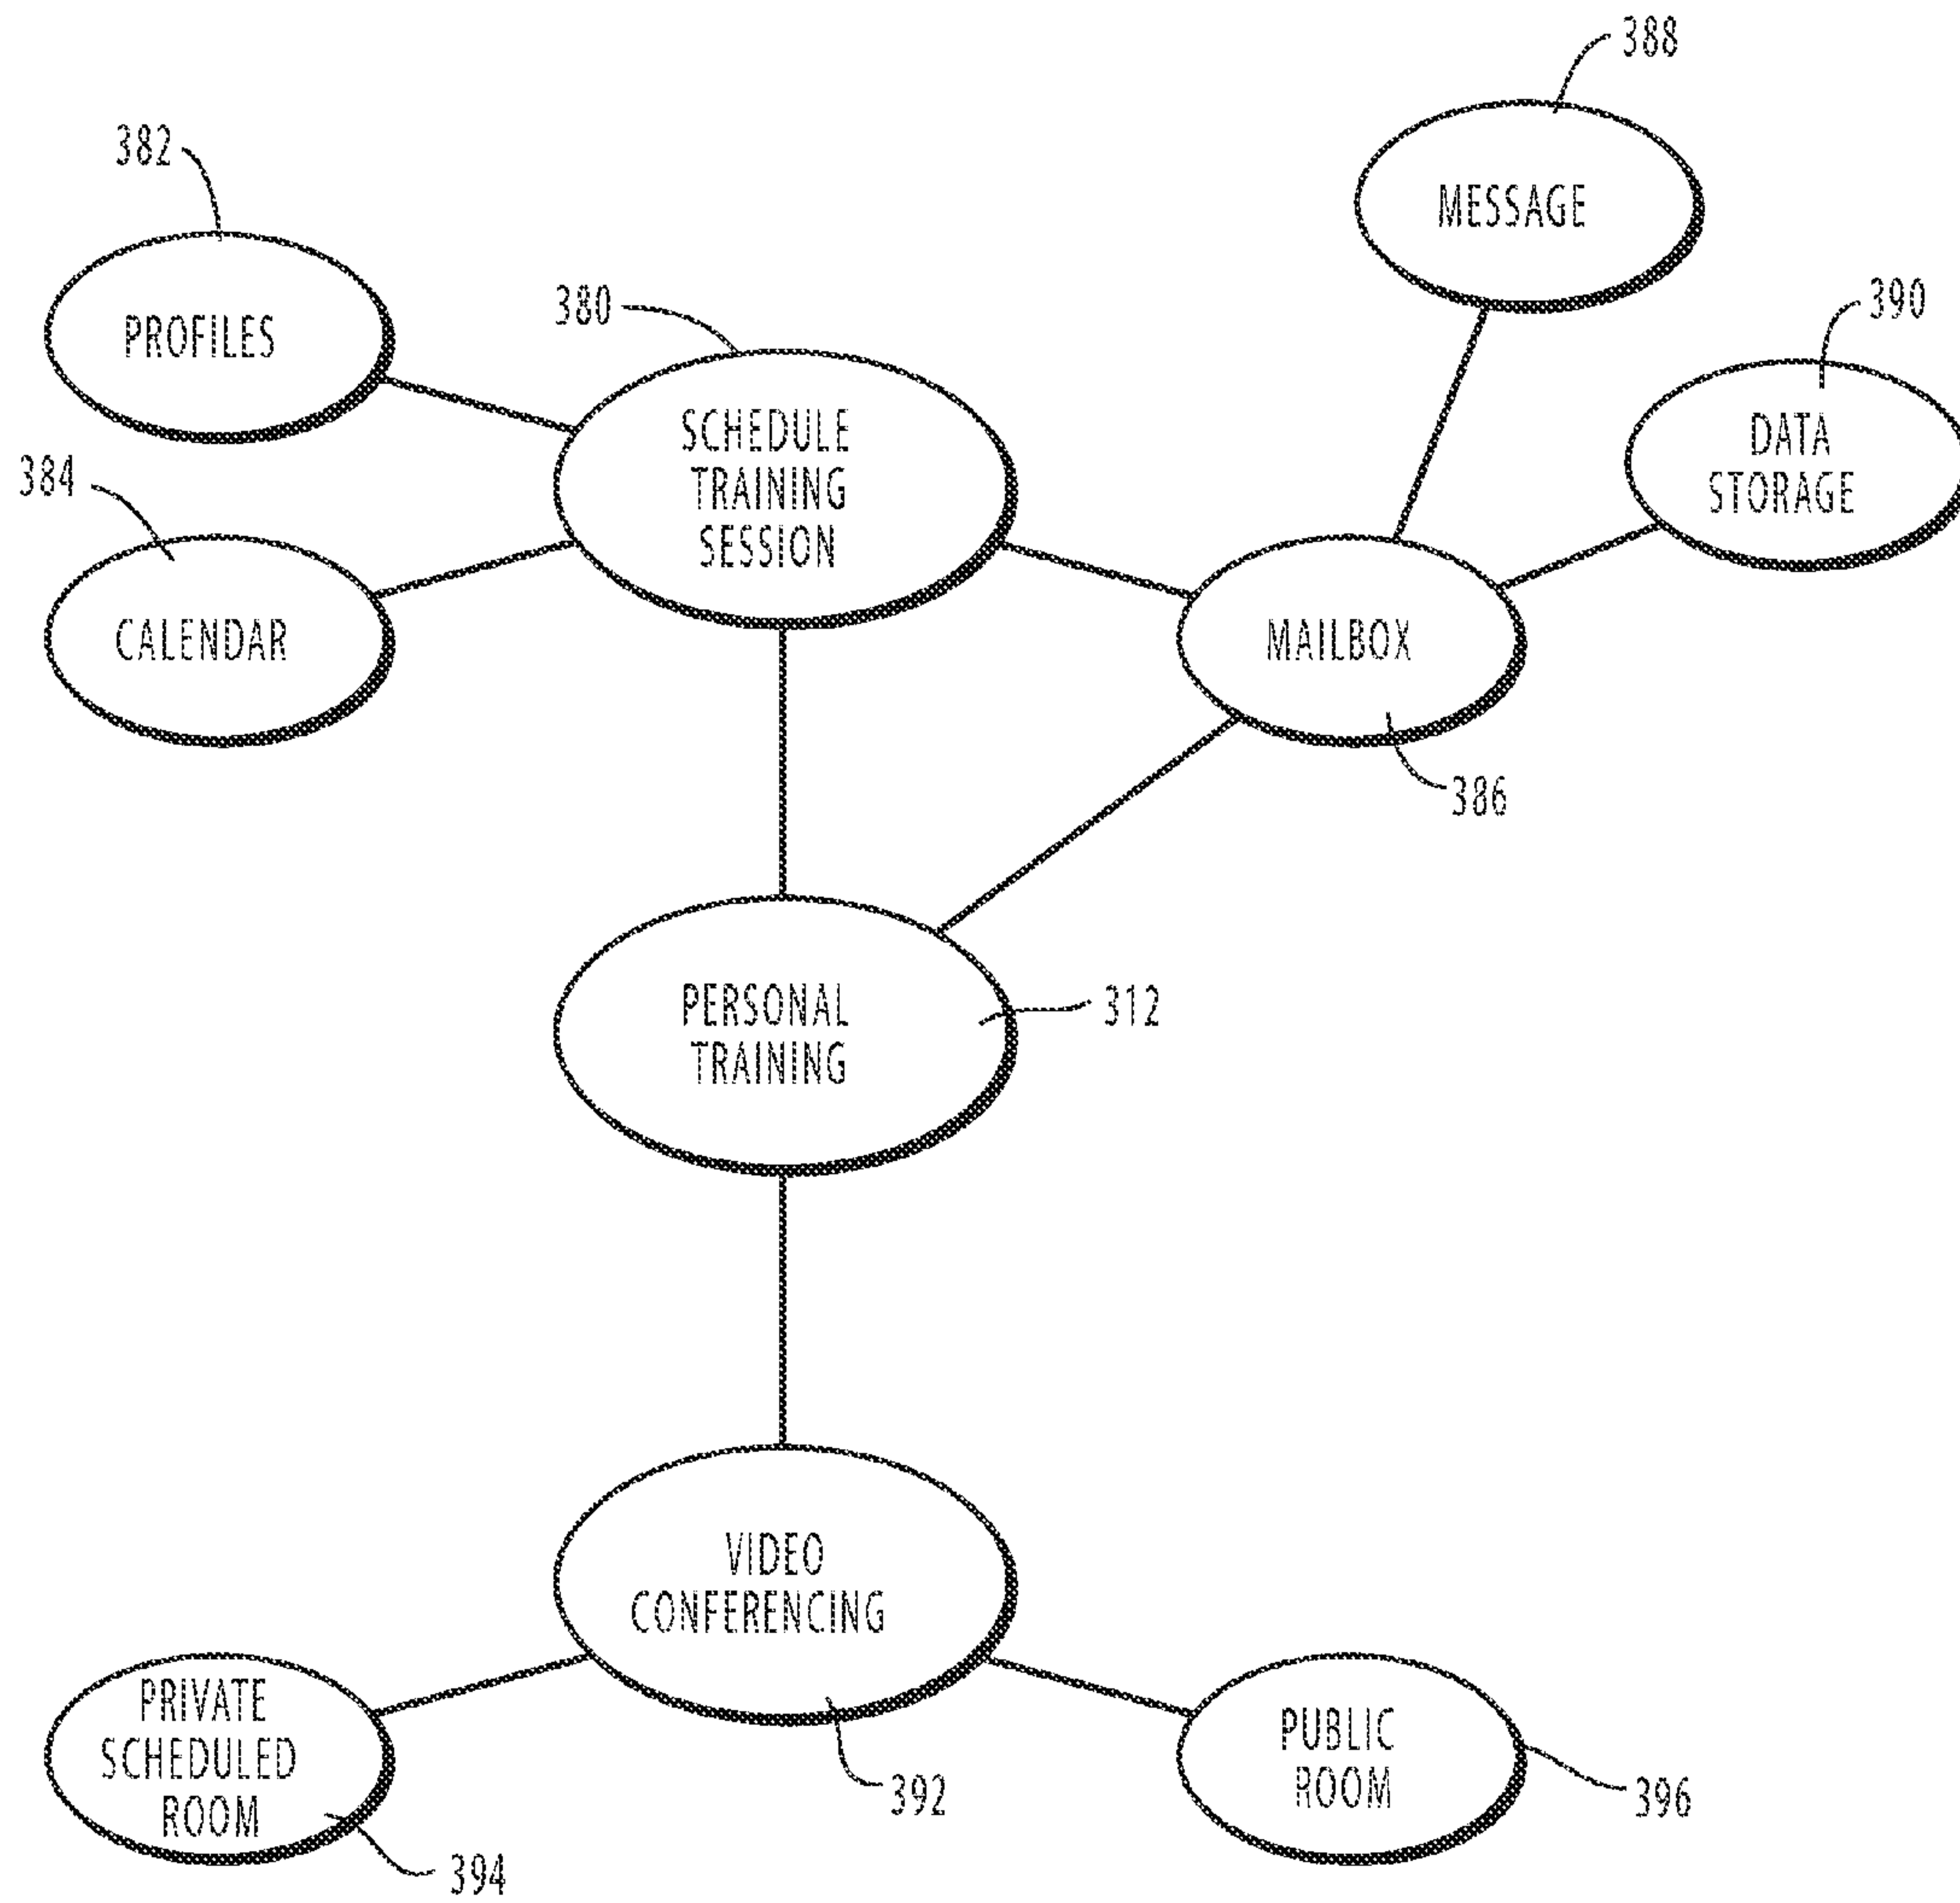 388
382
MESSAGE
390
380
PROFILES
SCHEDULE
TRAINING
SESSION
DATA
STORAGE
384
CALENDAR
MAILBOX
386
PERSONAL
TRAINING
312
VIDEO
CONFERENCING
PRIVATE
SCHEDULED
ROOM
PUBLIC
ROOM
392
396
394